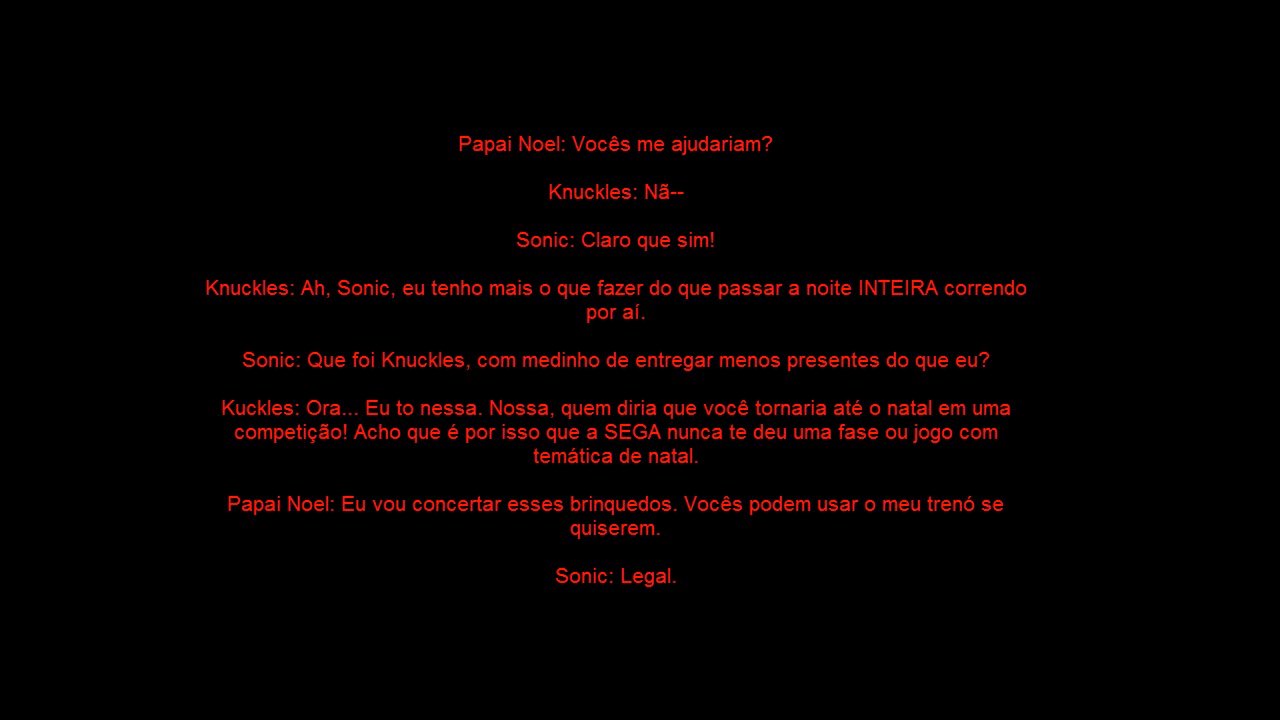 Papai Noel: Vocês me ajudariam?
Knuckles: Nã--
Sonic: Claro que sim!
Knuckles: Ah, Sonic, eu tenho mais o que fazer do que passar a noite INTEIRA correndo
por aí.
Sonic: Que foi Knuckles, com medinho de entregar menos presentes do que eu?
Kuckles: Ora... Eu to nessa. Nossa, quem diria que você tornaria até o natal em uma
competição! Acho que é por isso que a SEGA nunca te deu uma fase ou jogo com
temática de natal.
Papai Noel: Eu vou concertar esses brinquedos. Vocês podem usar o meu trenó se
quiserem.
Sonic: Legal.